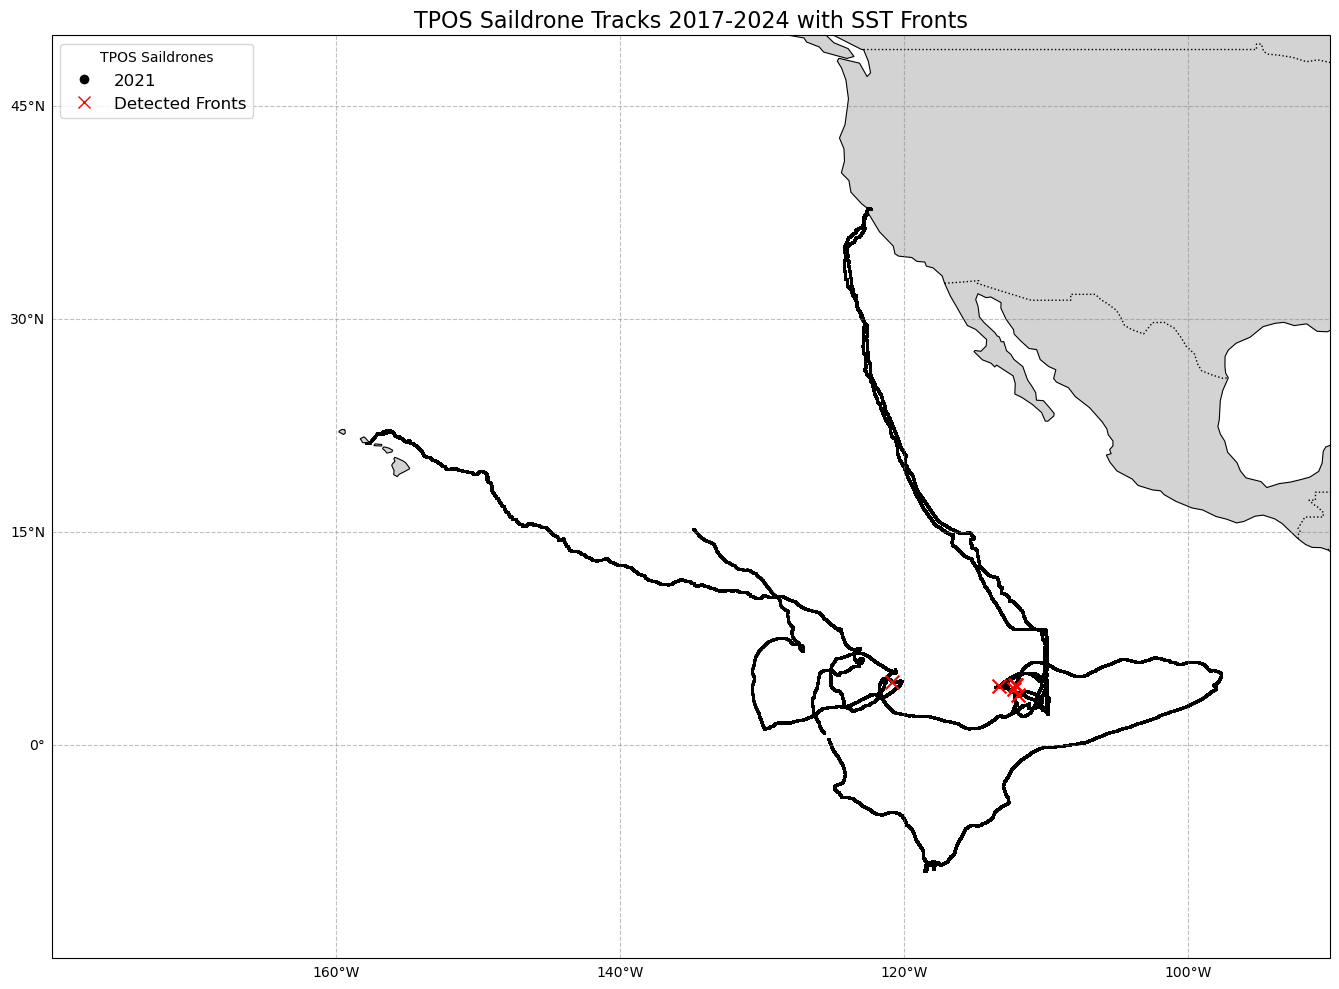 TPOS Saildrone Tracks 2017-2024 with SST Fronts
TPOS Saildrones
2021
Detected Fronts
45°N
30°N
15°N
0°
160°W
140°W
120°W
100°W